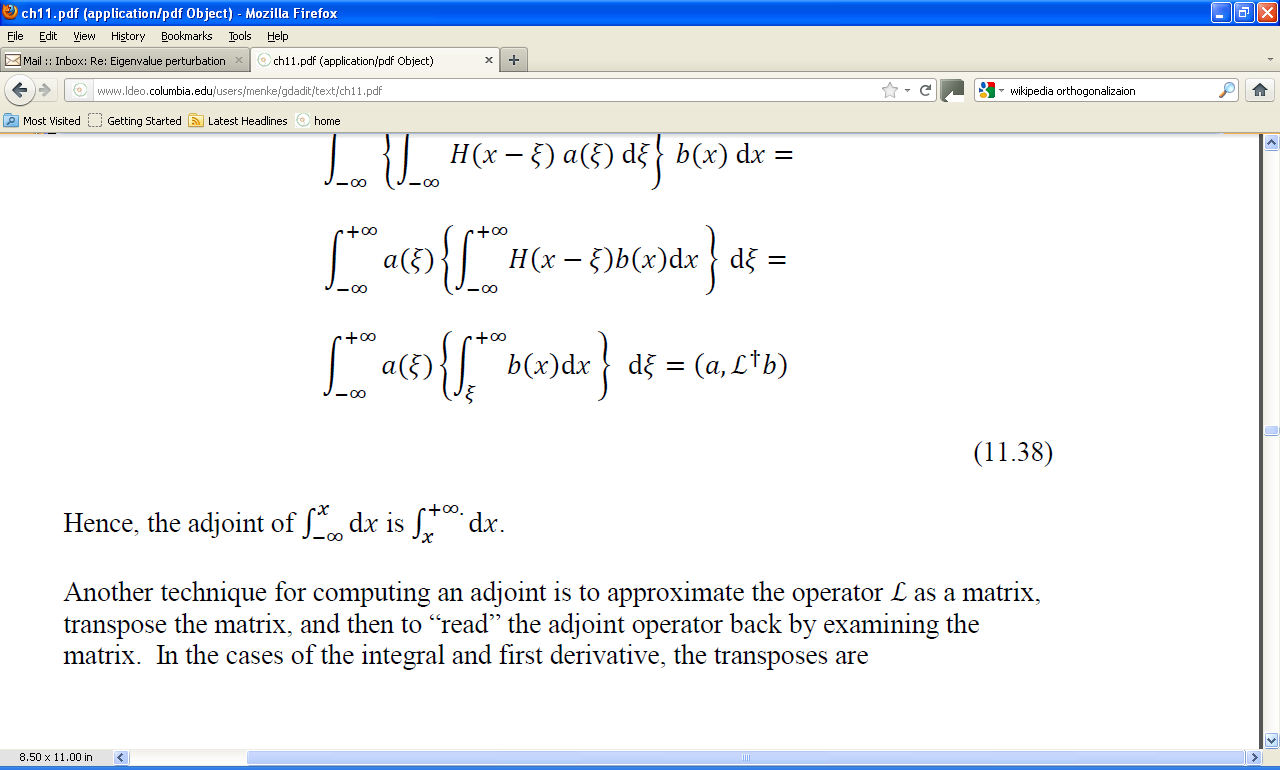 ch11.pdf (application/pdf Object) - Mozilla Firefox
File Edit View History Bookmarks Tools Help
Mail :: Inbox: Re: Eigenvalue perturbation × ch11.pdf (application/pdf Object) × +
www.ldeo.columbia.edu/users/menke/gdadit/text/ch11.pdf wikipedia orthogonalizaion
Most Visited Getting Started Latest Headlines home
∫_{−∞} {∫_{−∞} H(x − ξ) a(ξ) dξ} b(x) dx =
∫_{−∞}^{+∞} a(ξ) {∫_{−∞}^{+∞} H(x − ξ)b(x)dx} dξ =
∫_{−∞}^{+∞} a(ξ) {∫_{ξ}^{+∞} b(x)dx} dξ = (a, ℒ†b)
(11.38)
Hence, the adjoint of ∫_{−∞}^{x} dx is ∫_{x}^{+∞.} dx.
Another technique for computing an adjoint is to approximate the operator ℒ as a matrix,
transpose the matrix, and then to “read” the adjoint operator back by examining the
matrix. In the cases of the integral and first derivative, the transposes are
8.50 x 11.00 in